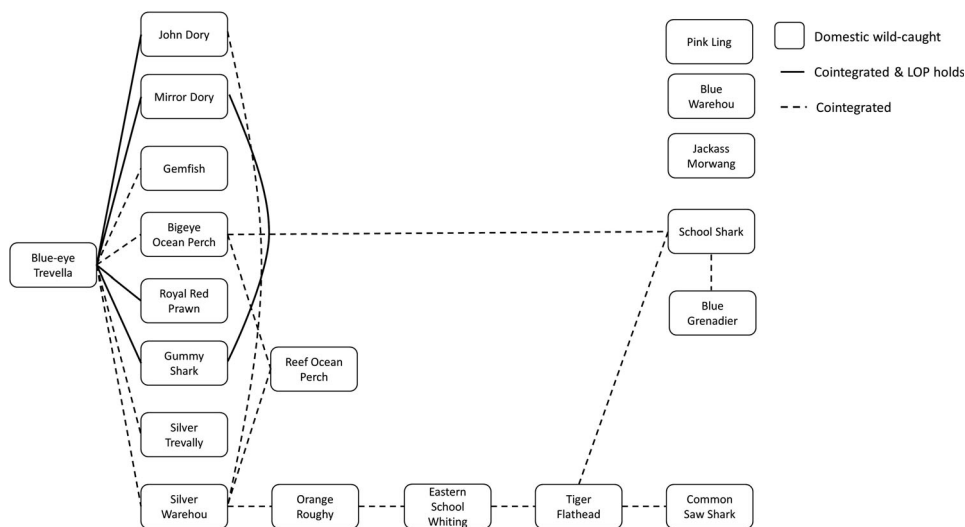 John Dory
Mirror Dory
Gemfish
Bigeye
Ocean Perch
Blue-eye
Trevella
Royal Red
Prawn
Gummy
Shark
Reef Ocean
Perch
Silver
Trevally
Silver
Warehou
Orange
Roughy
Eastern
School
Whiting
Tiger
Flathead
Common
Saw Shark
Pink Ling
Blue
Warehou
Jackass
Morwang
School Shark
Blue
Grenadier
Domestic wild-caught
Cointegrated & LOP holds
Cointegrated